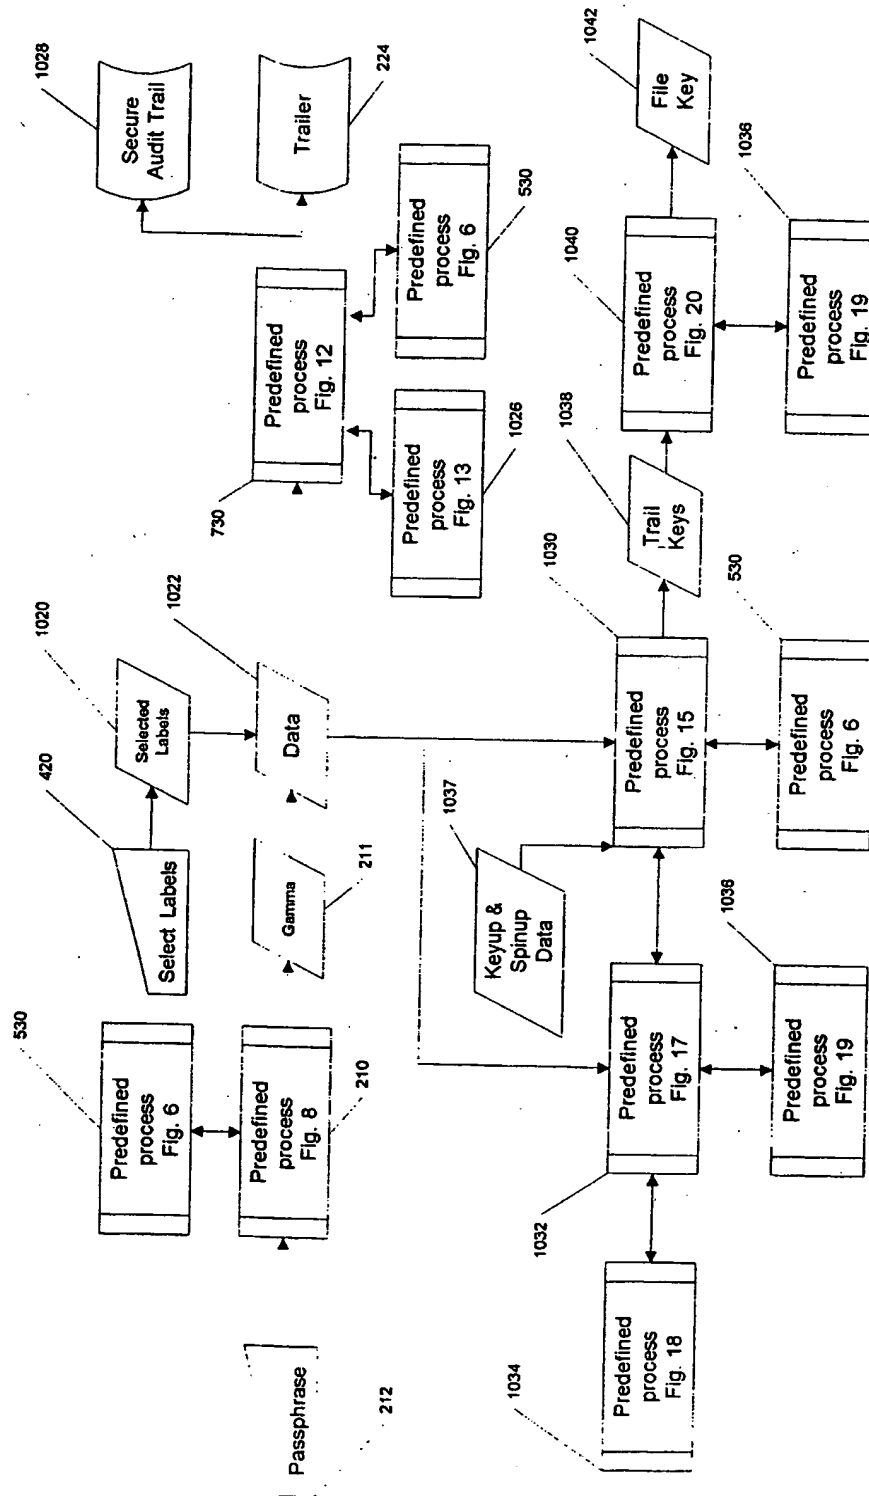 530
Predefined
process
Fig. 6
420
Select Labels
1020
Selected
Labels
1028
Secure
Audit Trail
Passphrase
212
Predefined
process
Fig. 8
210
Gamma
211
Data
1022
730
Predefined
process
Fig. 12
Trailer
224
Predefined
process
Fig. 13
1026
Predefined
process
Fig. 6
530
1037
Keyup &
Spinup
Data
1034
Predefined
process
Fig. 18
1032
Predefined
process
Fig. 17
1030
Predefined
process
Fig. 15
1038
Trail
Keys
1040
Predefined
process
Fig. 20
File
Key
1042
Predefined
process
Fig. 19
1036
Predefined
process
Fig. 6
530
Predefined
process
Fig. 19
1036